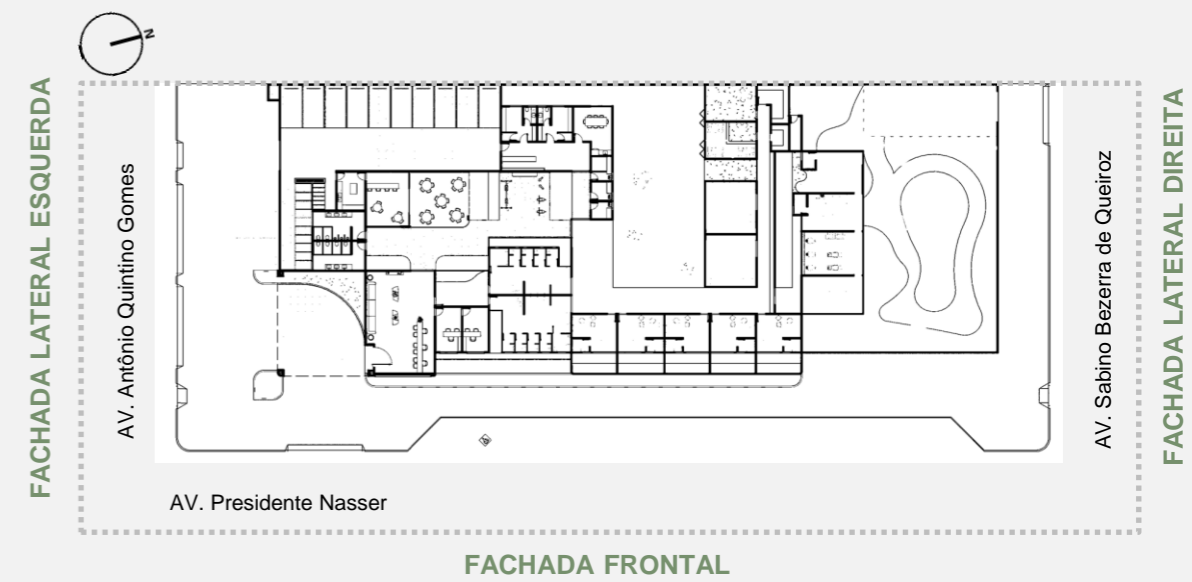 N
FACHADA LATERAL ESQUERDA
AV. Antônio Quintino Gomes
AV. Sabino Bezerra de Queiroz
FACHADA LATERAL DIREITA
AV. Presidente Nasser
FACHADA FRONTAL